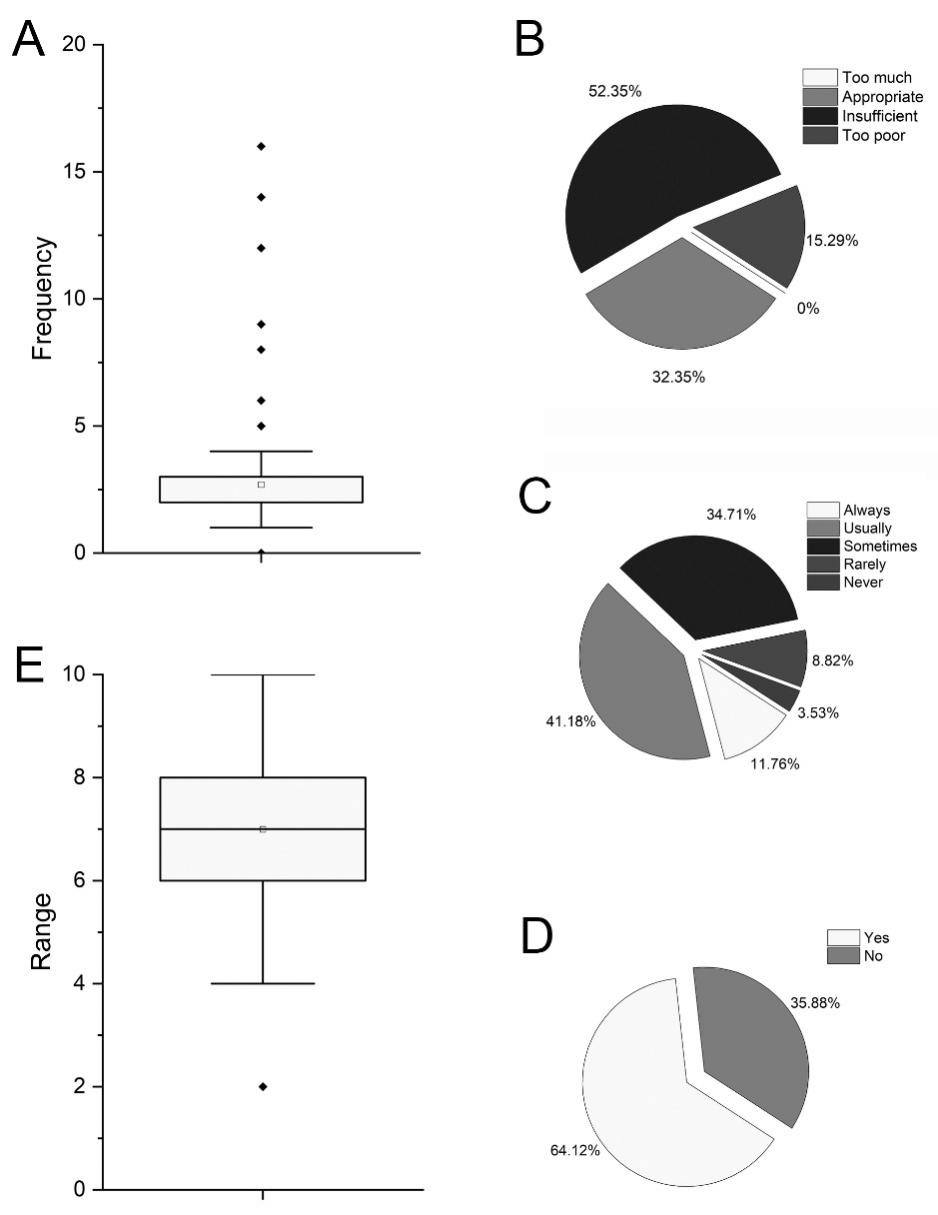 A
20
15
10
5
0
Frequency
B
52.35%
15.29%
0%
32.35%
Too much
Appropriate
Insufficient
Too poor
C
34.71%
8.82%
3.53%
11.76%
41.18%
Always
Usually
Sometimes
Rarely
Never
E
10
8
6
4
2
0
Range
D
35.88%
64.12%
Yes
No